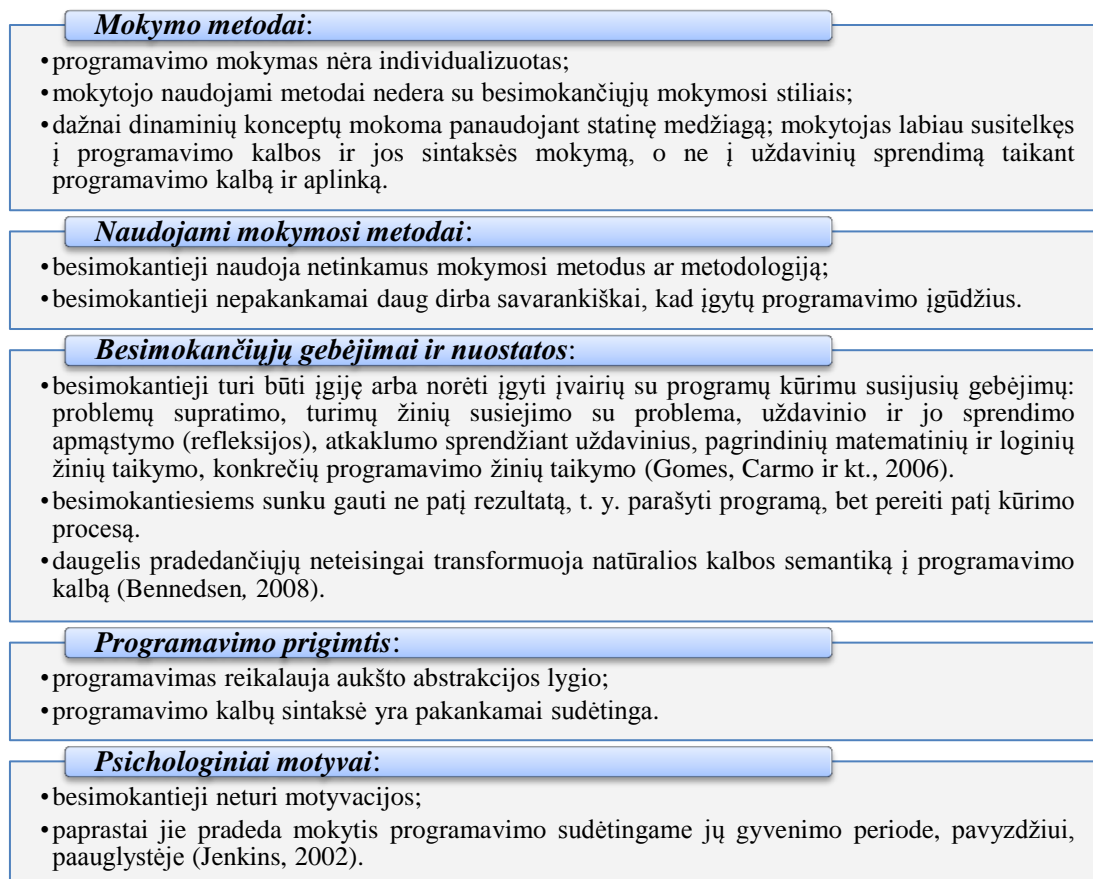 Mokymo metodai:
•programavimo mokymas nėra individualizuotas;
•mokytojo naudojami metodai nedera su besimokančiųjų mokymosi stiliais;
•dažnai dinaminių konceptų mokoma panaudojant statinę medžiagą; mokytojas labiau susitelkęs
į programavimo kalbos ir jos sintaksės mokymą, o ne į uždavinių sprendimą taikant
programavimo kalbą ir aplinką.
Naudojami mokymosi metodai:
•besimokantieji naudoja netinkamus mokymosi metodus ar metodologiją;
•besimokantieji nepakankamai daug dirba savarankiškai, kad įgytų programavimo įgūdžius.
Besimokančiųjų gebėjimai ir nuostatos:
•besimokantieji turi būti įgiję arba norėti įgyti įvairių su programų kūrimu susijusių gebėjimų:
problemų supratimo, turimų žinių susiejimo su problema, uždavinio ir jo sprendimo
apmąstymo (refleksijos), atkaklumo sprendžiant uždavinius, pagrindinių matematinių ir loginių
žinių taikymo, konkrečių programavimo žinių taikymo (Gomes, Carmo ir kt., 2006).
•besimokantiesiems sunku gauti ne patį rezultatą, t. y. parašyti programą, bet pereiti patį kūrimo
procesą.
•daugelis pradedančiųjų neteisingai transformuoja natūralios kalbos semantiką į programavimo
kalbą (Bennedsen, 2008).
Programavimo prigimtis:
•programavimas reikalauja aukšto abstrakcijos lygio;
•programavimo kalbų sintaksė yra pakankamai sudėtinga.
Psichologiniai motyvai:
•besimokantieji neturi motyvacijos;
•paprastai jie pradeda mokytis programavimo sudėtingame jų gyvenimo periode, pavyzdžiui,
paauglystėje (Jenkins, 2002).